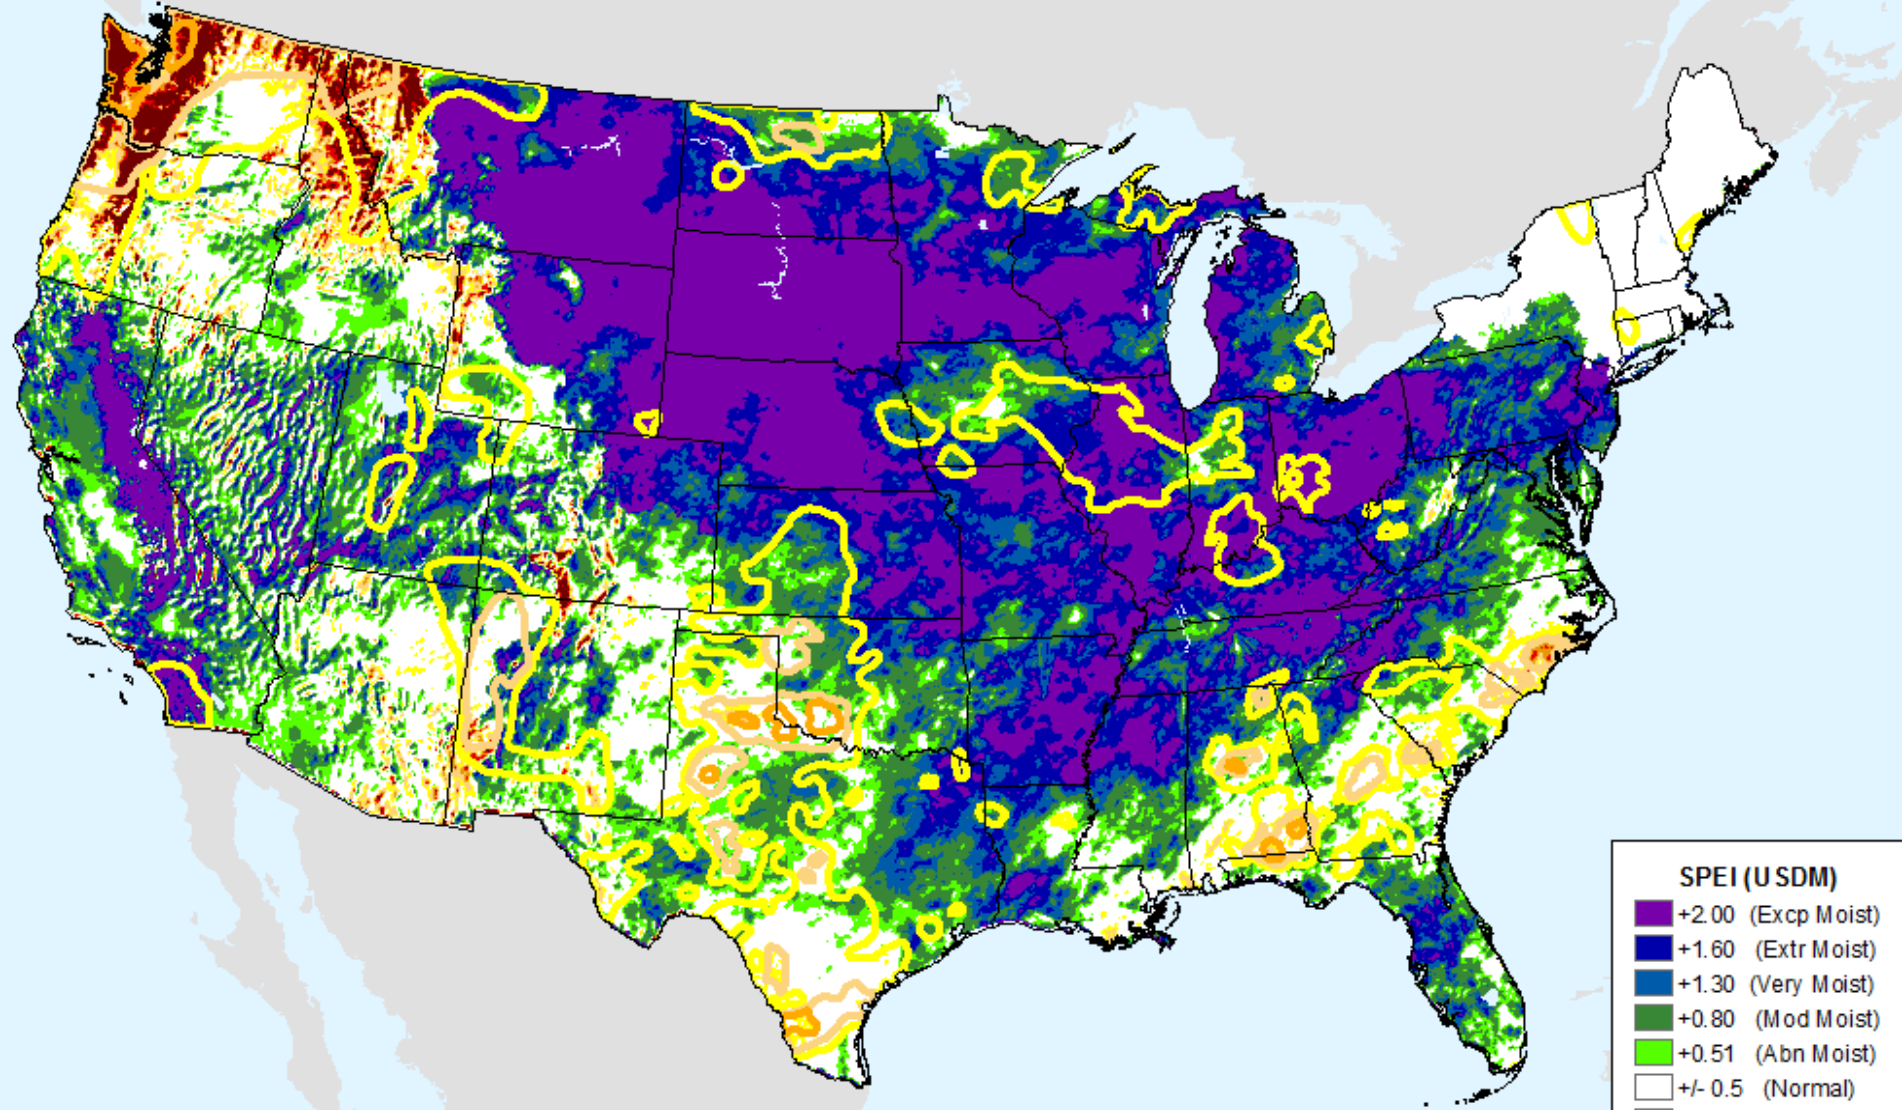 SPEI (USDM)
+2.00 (Excp Moist)
+1.60 (Extr Moist)
+1.30 (Very Moist)
+0.80 (Mod Moist)
+0.51 (Abn Moist)
+/- 0.5 (Normal)